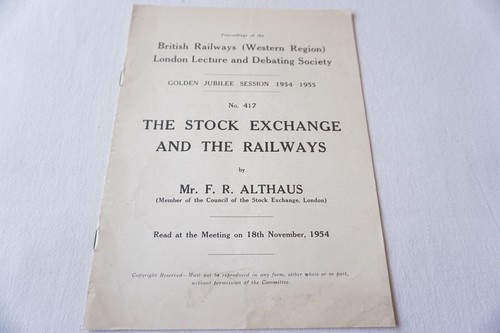 Proceedings of the
British Railways (Western Region)
London Lecture and Debating Society
GOLDEN JUBILEE SESSION 1954-1955
No. 417
THE STOCK EXCHANGE
AND THE RAILWAYS
by
Mr. F. R. ALTHAUS
(Member of the Council of the Stock Exchange, London)
Read at the Meeting on 18th November, 1954
Copyright Reserved—Must not be reproduced in any form, either whole or in part,
without permission of the Committee.